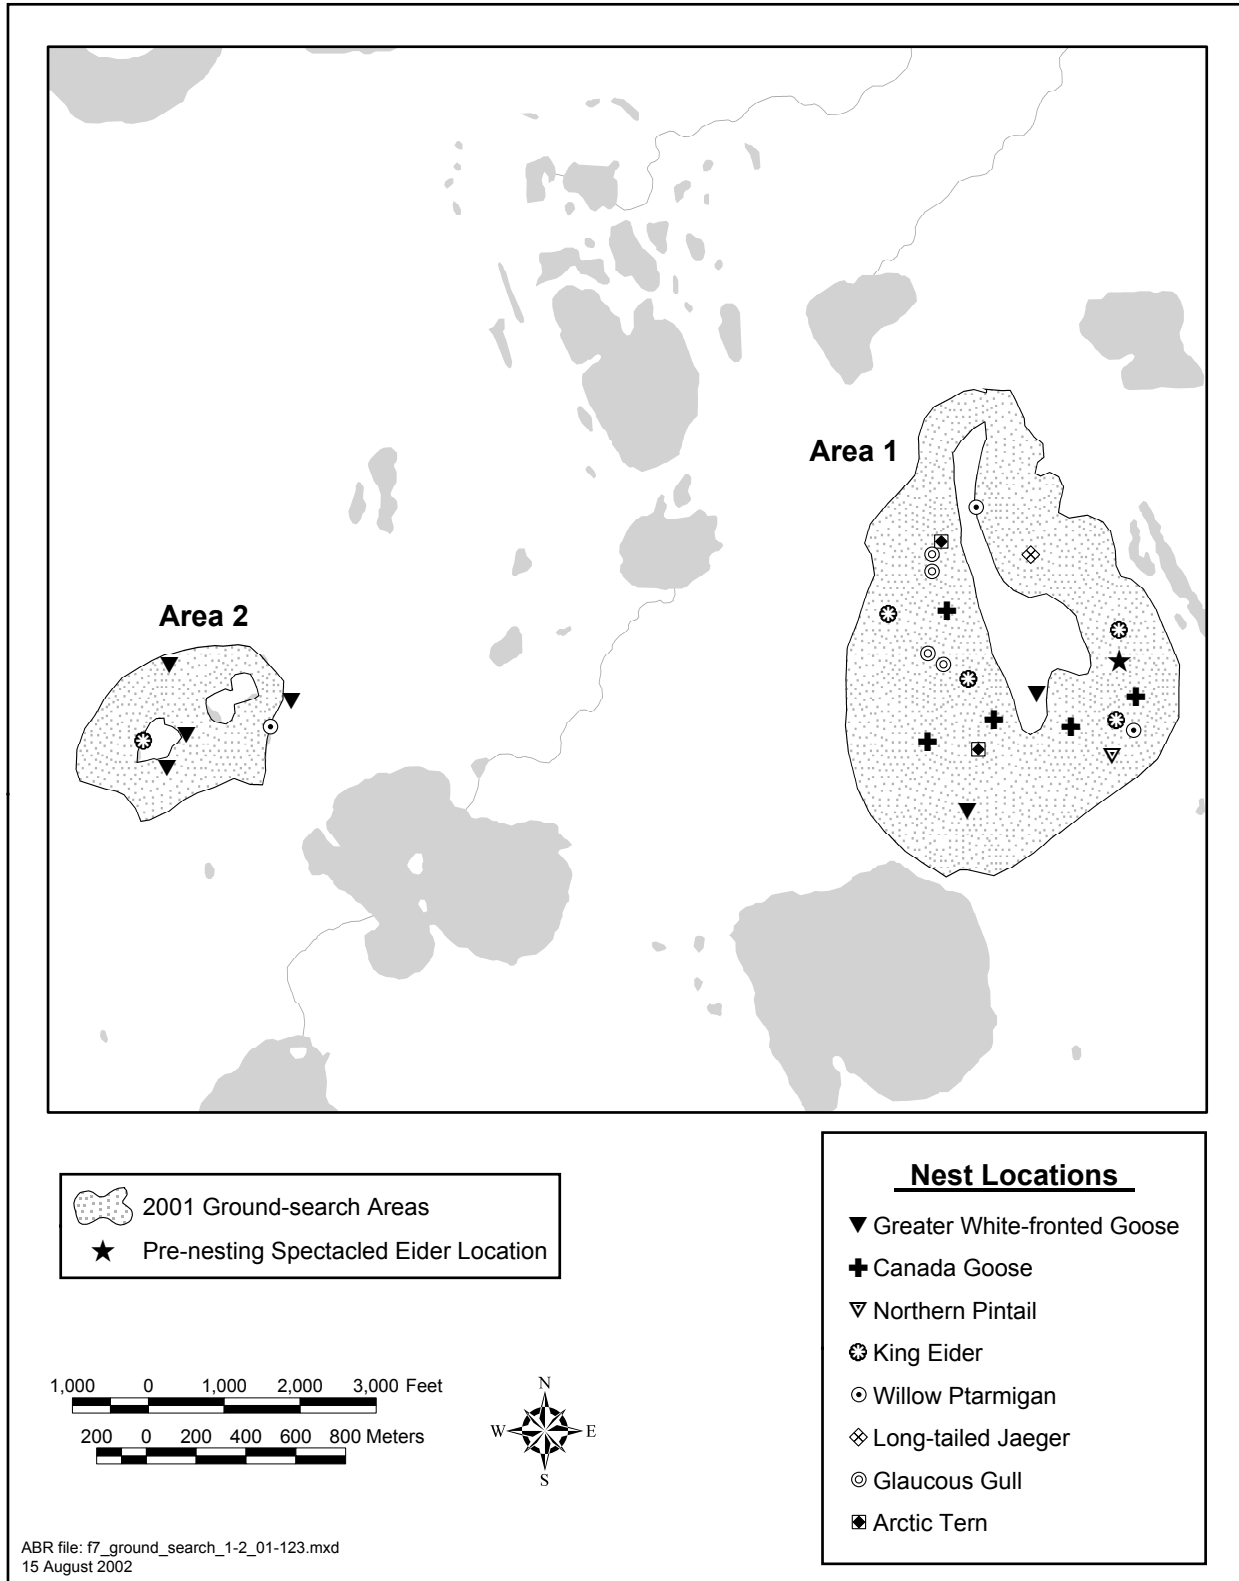 Area 1
Area 2
2001 Ground-search Areas
Pre-nesting Spectacled Eider Location
Nest Locations
Greater White-fronted Goose
Canada Goose
Northern Pintail
King Eider
Willow Ptarmigan
Long-tailed Jaeger
Glaucous Gull
Arctic Tern
1,000 0 1,000 2,000 3,000 Feet
200 0 200 400 600 800 Meters
N
W E
S
ABR file: f7_ground_search_1-2_01-123.mxd
15 August 2002